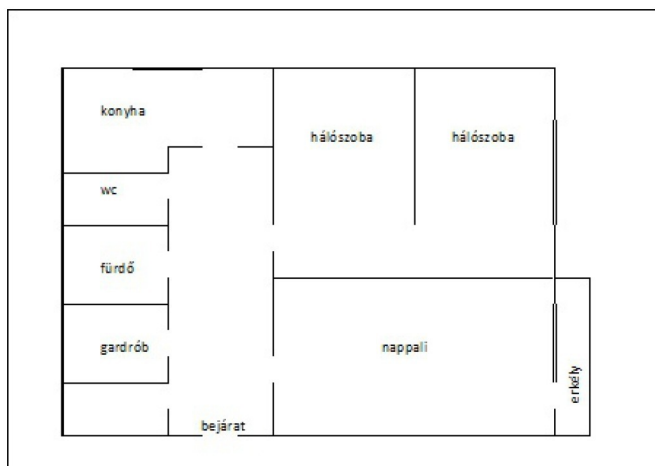 konyha
hálószoba
hálószoba
wc
fürdő
gardrób
nappali
erkély
bejárat